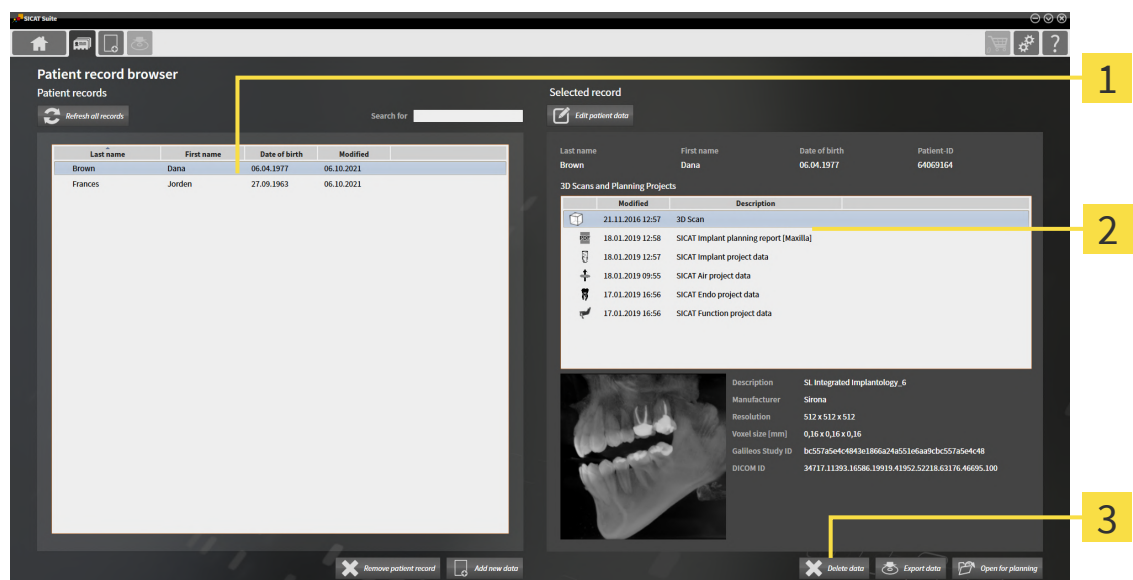 SICAT Suite
Patient record browser
Patient records
Refresh all records
Search for
Last name First name Date of birth Modified
Brown Dana 06.04.1977 06.10.2021
Frances Jorden 27.09.1963 06.10.2021
Remove patient record
Add new data
Selected record
Edit patient data
Last name First name Date of birth Patient-ID
Brown Dana 06.04.1977 64069164
3D Scans and Planning Projects
Modified Description
21.11.2016 12:57 3D Scan
18.01.2019 12:58 SICAT Implant planning report [Maxilla]
18.01.2019 12:57 SICAT Implant project data
18.01.2019 09:55 SICAT Air project data
17.01.2019 16:56 SICAT Endo project data
17.01.2019 16:56 SICAT Function project data
Description SL Integrated Implantology_6
Manufacturer Sirona
Resolution 512 x 512 x 512
Voxel size [mm] 0,16 x 0,16 x 0,16
Galileos Study ID bc557a5e4c4843e1866a24a551e6aa9cbc557a5e4c48
DICOM ID 34717.11393.16586.19919.41952.52218.63176.46695.100
Delete data
Export data
Open for planning
?
1
2
3